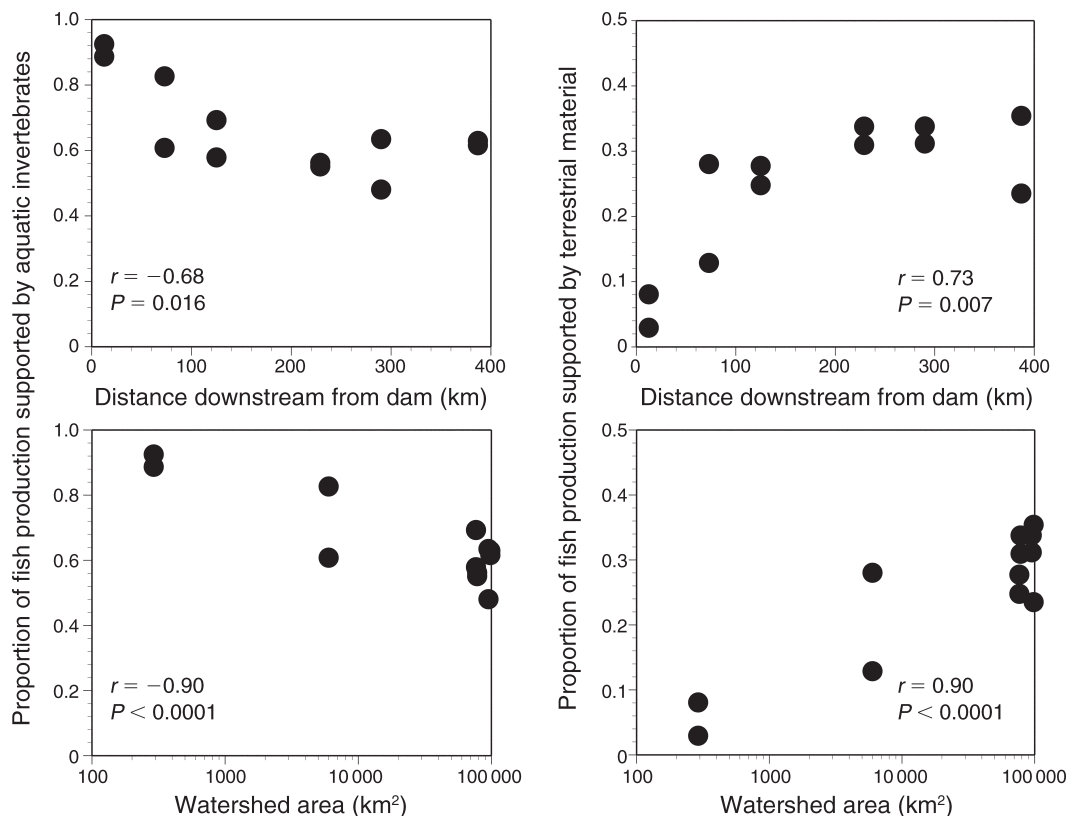 Proportion of fish production supported by aquatic invertebrates
1.0
0.8
0.6
0.4
0.2
0
r = −0.68
P = 0.016
0 100 200 300 400
Distance downstream from dam (km)
Proportion of fish production supported by terrestrial material
0.5
0.4
0.3
0.2
0.1
0
r = 0.73
P = 0.007
0 100 200 300 400
Distance downstream from dam (km)
1.0
0.8
0.6
0.4
0.2
0
r = −0.90
P < 0.0001
100 1000 10 000 100 000
Watershed area (km²)
0.5
0.4
0.3
0.2
0.1
0
r = 0.90
P < 0.0001
100 1000 10 000 100 000
Watershed area (km²)